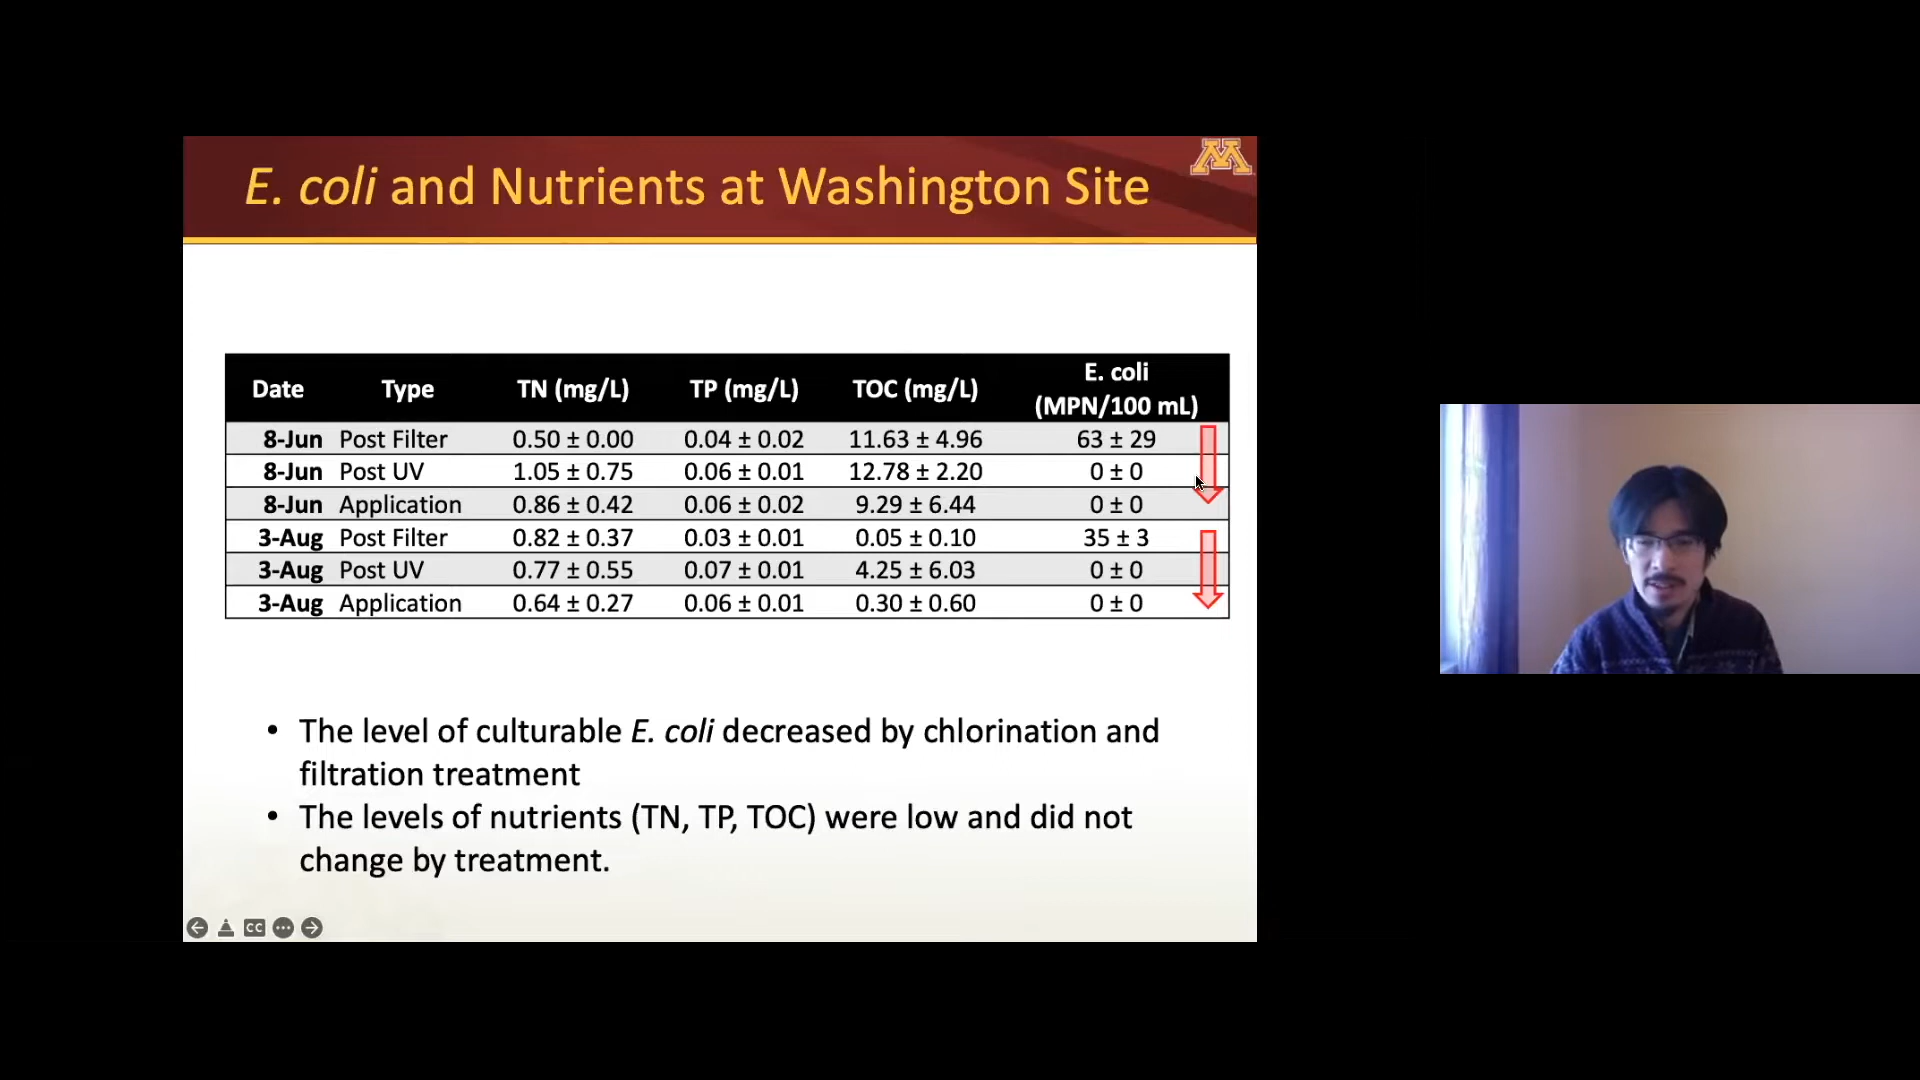 M
E. coli and Nutrients at Washington Site
Date Type TN (mg/L) TP (mg/L) TOC (mg/L) E. coli (MPN/100 mL)
8-Jun Post Filter 0.50 ± 0.00 0.04 ± 0.02 11.63 ± 4.96 63 ± 29
8-Jun Post UV 1.05 ± 0.75 0.06 ± 0.01 12.78 ± 2.20 0 ± 0
8-Jun Application 0.86 ± 0.42 0.06 ± 0.02 9.29 ± 6.44 0 ± 0
3-Aug Post Filter 0.82 ± 0.37 0.03 ± 0.01 0.05 ± 0.10 35 ± 3
3-Aug Post UV 0.77 ± 0.55 0.07 ± 0.01 4.25 ± 6.03 0 ± 0
3-Aug Application 0.64 ± 0.27 0.06 ± 0.01 0.30 ± 0.60 0 ± 0
• The level of culturable E. coli decreased by chlorination and
filtration treatment
• The levels of nutrients (TN, TP, TOC) were low and did not
change by treatment.
CC